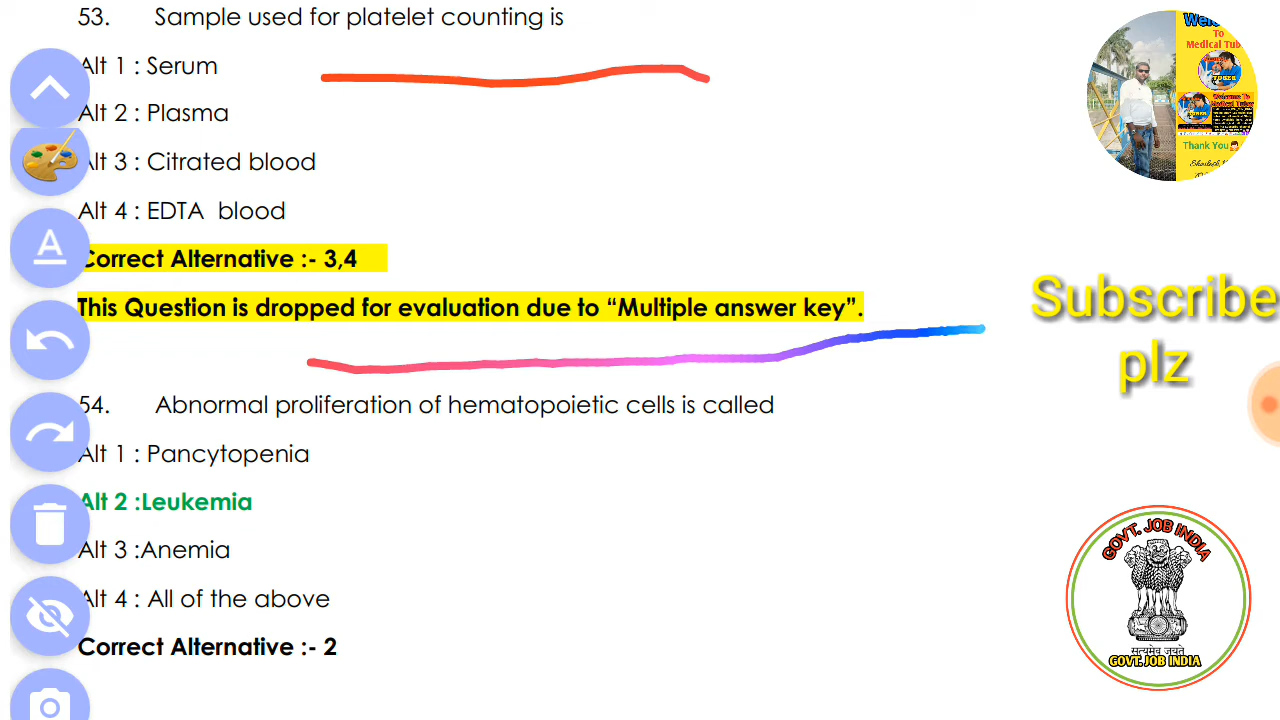 53. Sample used for platelet counting is
Alt 1 : Serum
Alt 2 : Plasma
Alt 3 : Citrated blood
Alt 4 : EDTA blood
Correct Alternative :- 3,4
This Question is dropped for evaluation due to “Multiple answer key”.
54. Abnormal proliferation of hematopoietic cells is called
Alt 1 : Pancytopenia
Alt 2 :Leukemia
Alt 3 :Anemia
Alt 4 : All of the above
Correct Alternative :- 2
To
Medical Tub
Thank You
Subscribe
plz
GOVT. JOB INDIA
सत्यमेव जयते
GOVT. JOB INDIA
A